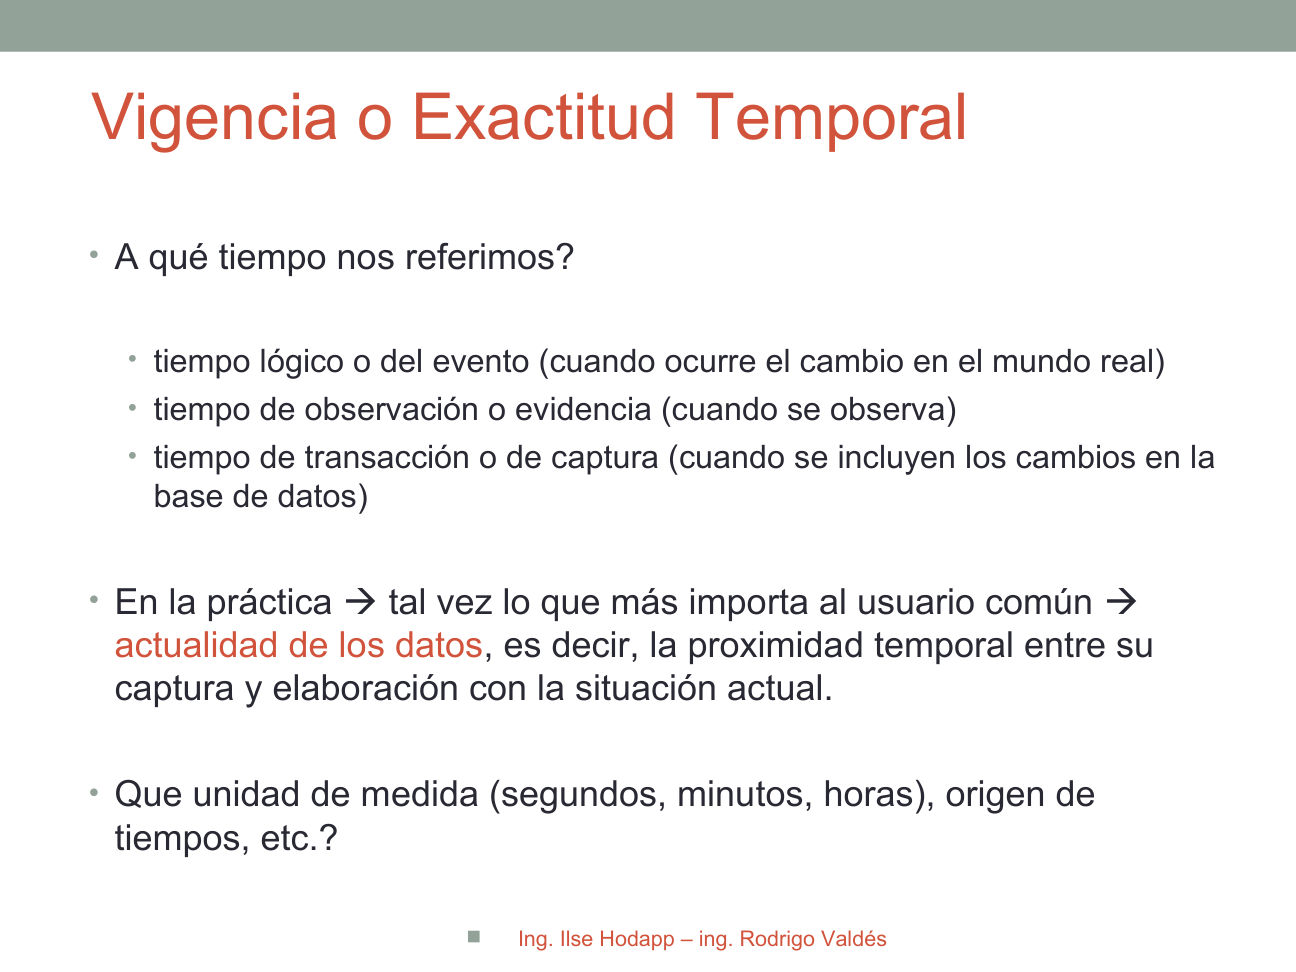 Vigencia o Exactitud Temporal
• A qué tiempo nos referimos?
• tiempo lógico o del evento (cuando ocurre el cambio en el mundo real)
• tiempo de observación o evidencia (cuando se observa)
• tiempo de transacción o de captura (cuando se incluyen los cambios en la
base de datos)
• En la práctica → tal vez lo que más importa al usuario común →
actualidad de los datos, es decir, la proximidad temporal entre su
captura y elaboración con la situación actual.
• Que unidad de medida (segundos, minutos, horas), origen de
tiempos, etc.?
■ Ing. Ilse Hodapp – ing. Rodrigo Valdés